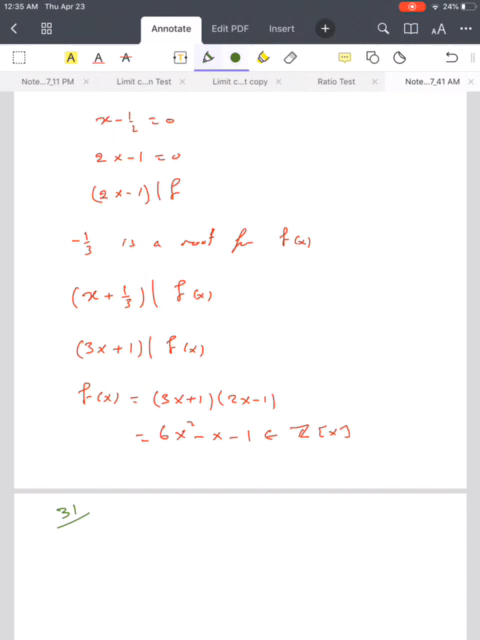 12:35 AM Thu Apr 23
24%
Annotate Edit PDF Insert
AA
A A A T
Note...7_11 PM × Limit c...n Test × Limit c...t copy × Ratio Test × Note...7_41 AM ×
x - 1/2 = 0
2x - 1 = 0
(2x - 1) | f
-1/3 is a root for f(x)
(x + 1/3) | f(x)
(3x + 1) | f(x)
f(x) = (3x+1)(2x-1)
= 6x² - x - 1 ∈ ℤ[x]
31